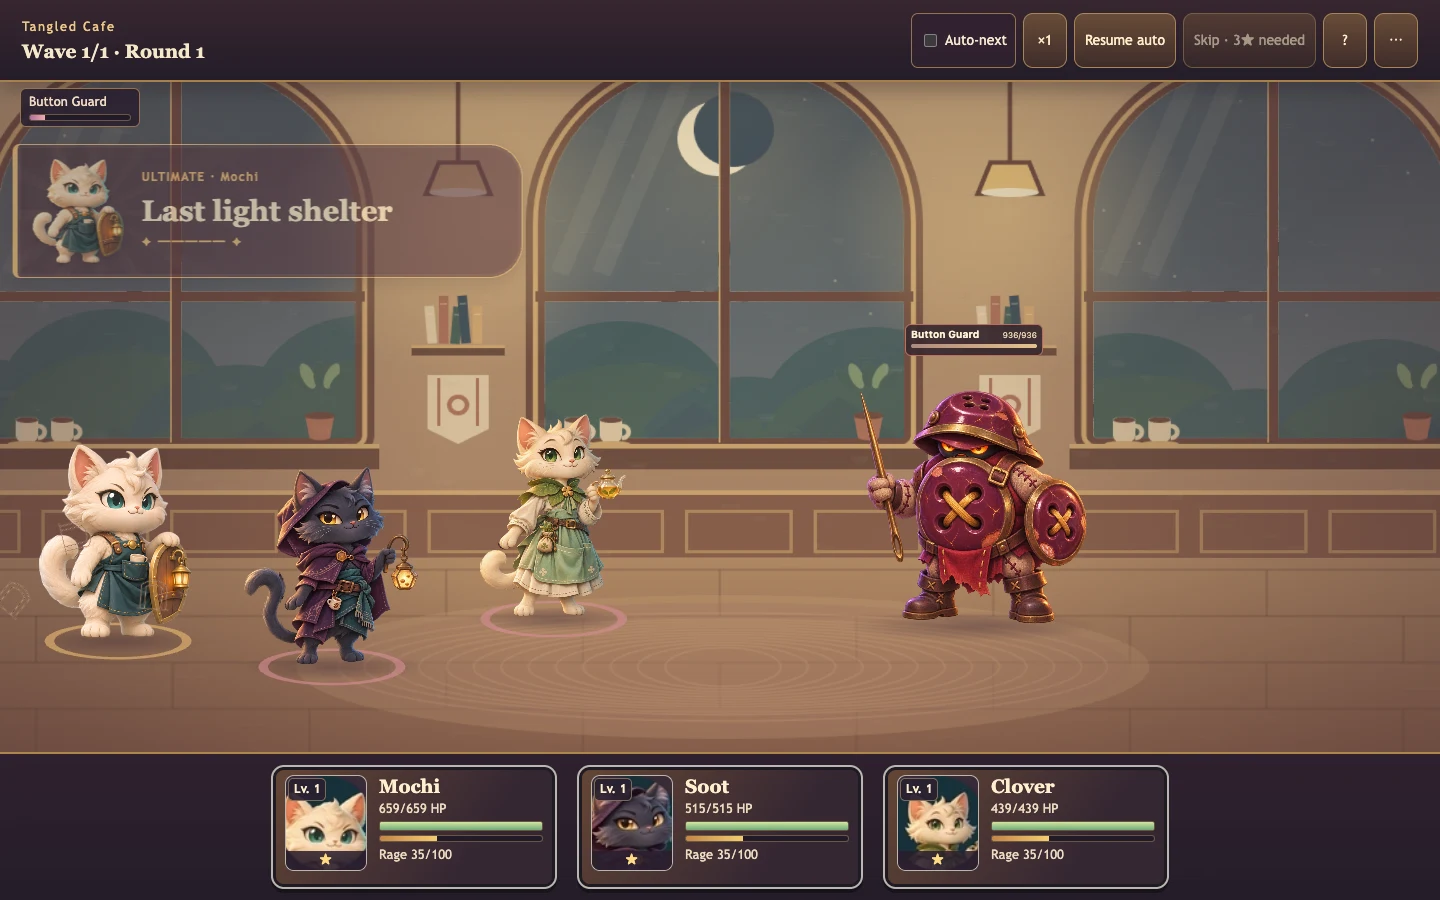 Tangled Cafe
Wave 1/1 · Round 1
Auto-next
×1
Resume auto
Skip · 3★ needed
?
...
Button Guard
ULTIMATE · Mochi
Last light shelter
Button Guard 936/936
Lv. 1
Mochi
659/659 HP
Rage 35/100
Lv. 1
Soot
515/515 HP
Rage 35/100
Lv. 1
Clover
439/439 HP
Rage 35/100